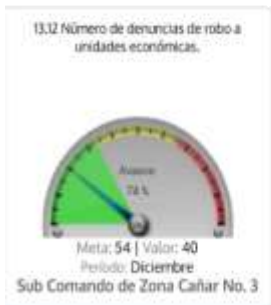 13.12 Número de denuncias de robo a
unidades económicas.
Avance
74 %
Meta: 54 | Valor: 40
Periodo: Diciembre
Sub Comando de Zona Cañar No. 3